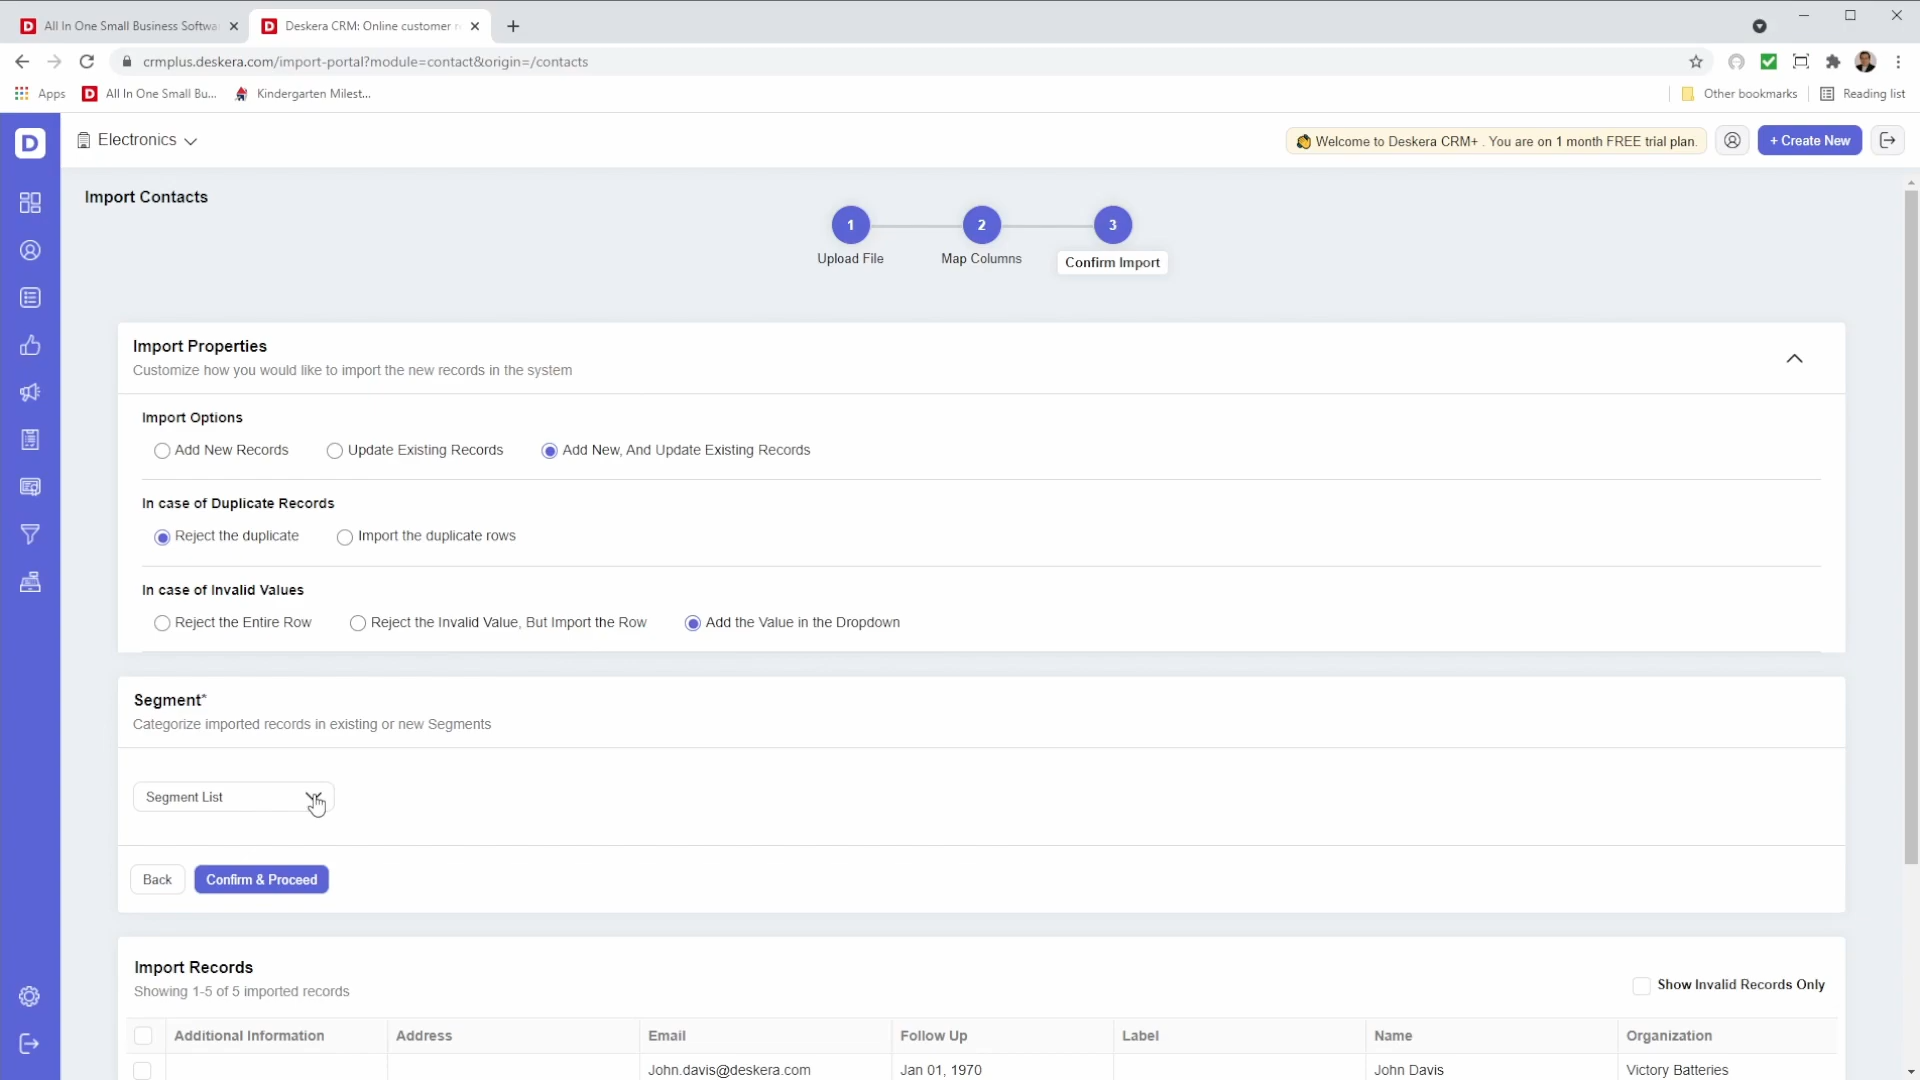 All In One Small Business Softwa
Deskera CRM: Online customer r
crmplus.deskera.com/import-portal?module=contact&origin=/contacts
Apps
All In One Small Bu...
Kindergarten Milest...
Other bookmarks
Reading list
D
Electronics
Welcome to Deskera CRM+ . You are on 1 month FREE trial plan.
+ Create New
Import Contacts
1
2
3
Upload File
Map Columns
Confirm Import
Import Properties
Customize how you would like to import the new records in the system
Import Options
Add New Records
Update Existing Records
Add New, And Update Existing Records
In case of Duplicate Records
Reject the duplicate
Import the duplicate rows
In case of Invalid Values
Reject the Entire Row
Reject the Invalid Value, But Import the Row
Add the Value in the Dropdown
Segment*
Categorize imported records in existing or new Segments
Segment List
Back
Confirm & Proceed
Import Records
Showing 1-5 of 5 imported records
Show Invalid Records Only
Additional Information
Address
Email
Follow Up
Label
Name
Organization
John.davis@deskera.com
Jan 01, 1970
John Davis
Victory Batteries